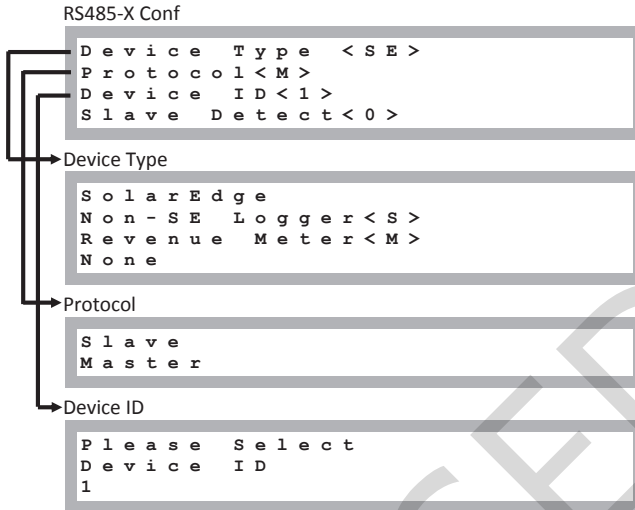 RS485-X Conf
Device Type <SE>
Protocol<M>
Device ID<1>
Slave Detect<0>
Device Type
SolarEdge
Non-SE Logger<S>
Revenue Meter<M>
None
Protocol
Slave
Master
Device ID
Please Select
Device ID
1